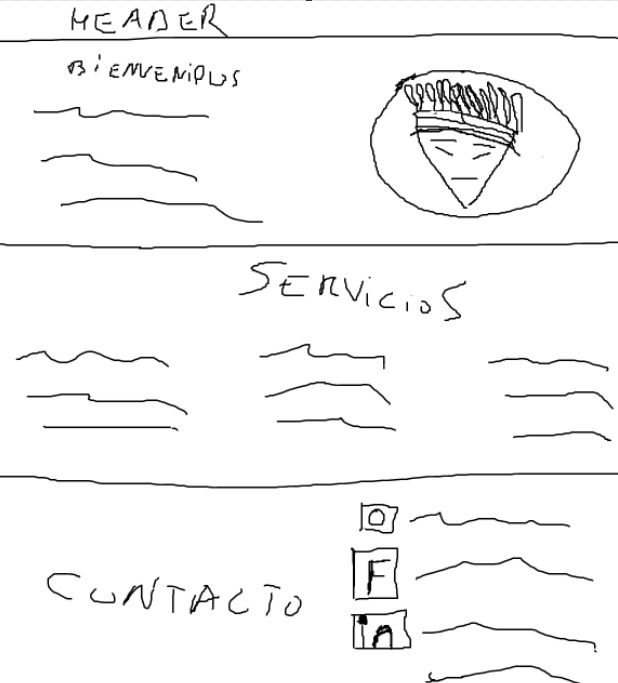 HEADER
BiENVENiDOS
SERViciOS
CONTACTO
O
F
in